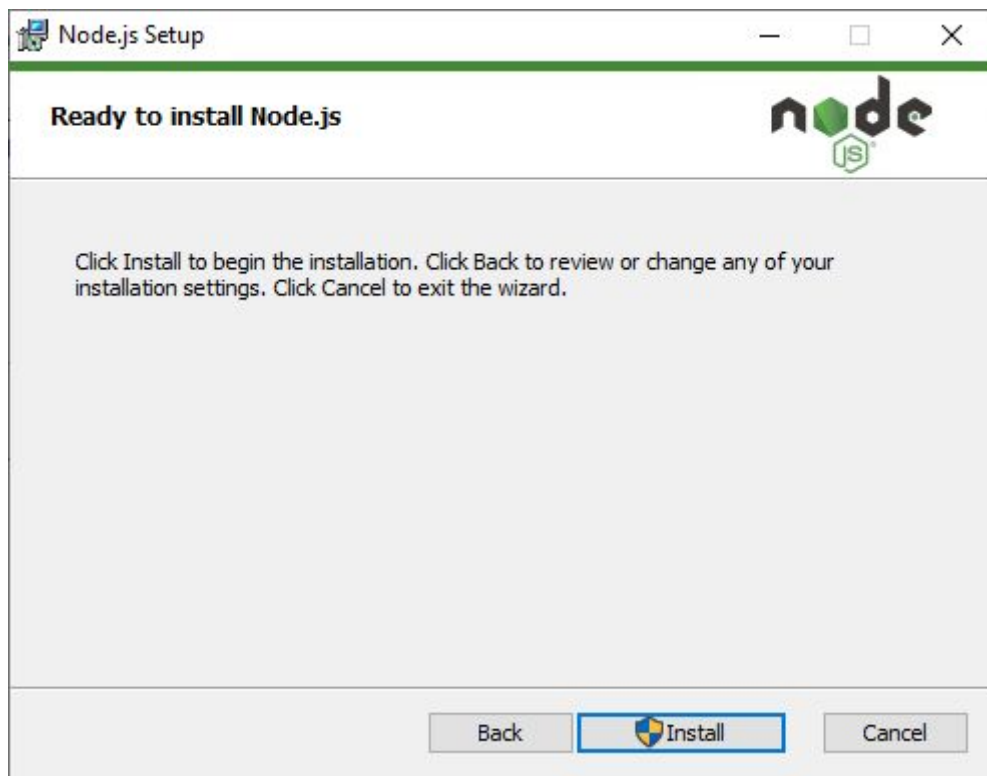 Node.js Setup
Ready to install Node.js
node
JS
Click Install to begin the installation. Click Back to review or change any of your
installation settings. Click Cancel to exit the wizard.
Back
Install
Cancel